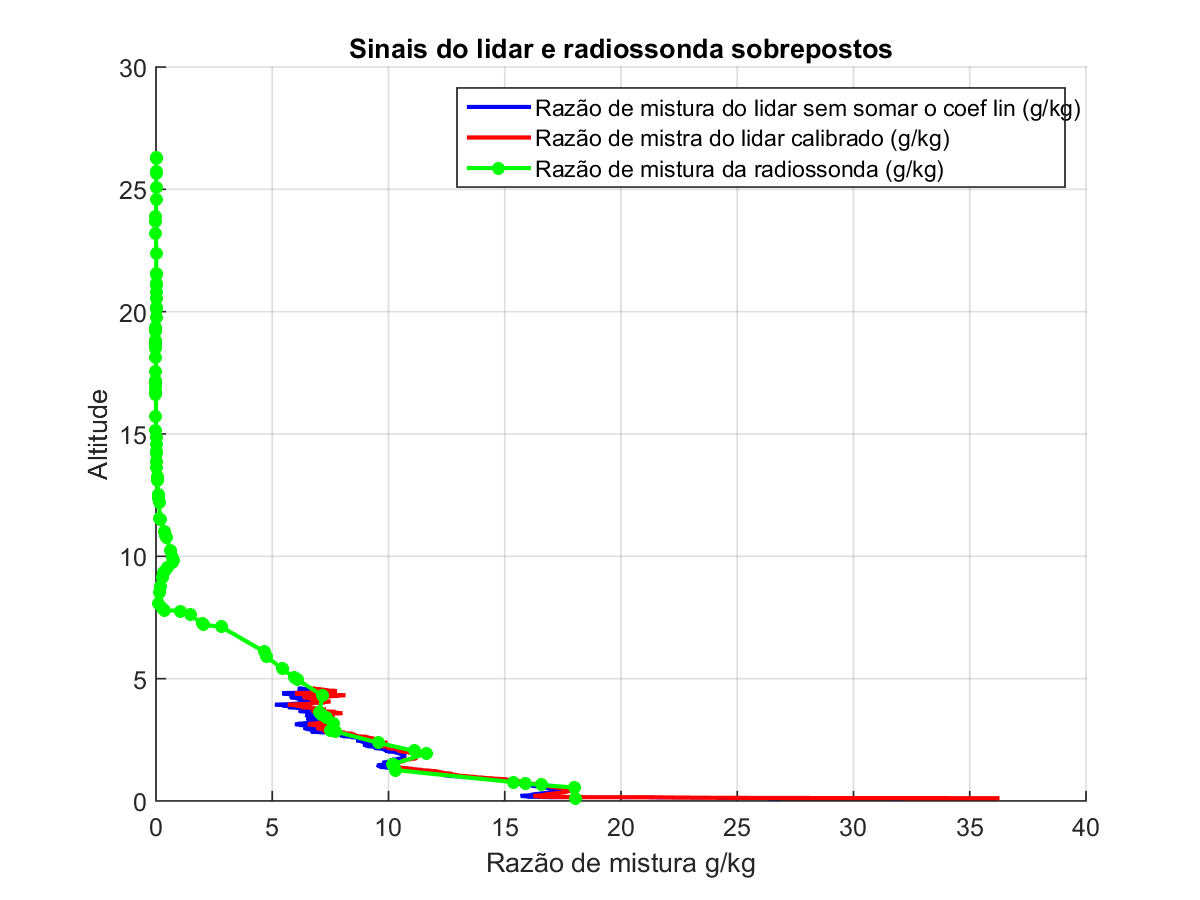 Sinais do lidar e radiossonda sobrepostos
30
Razão de mistura do lidar sem somar o coef lin (g/kg)
Razão de mistra do lidar calibrado (g/kg)
Razão de mistura da radiossonda (g/kg)
25
20
15
Altitude
10
5
0
0 5 10 15 20 25 30 35 40
Razão de mistura g/kg